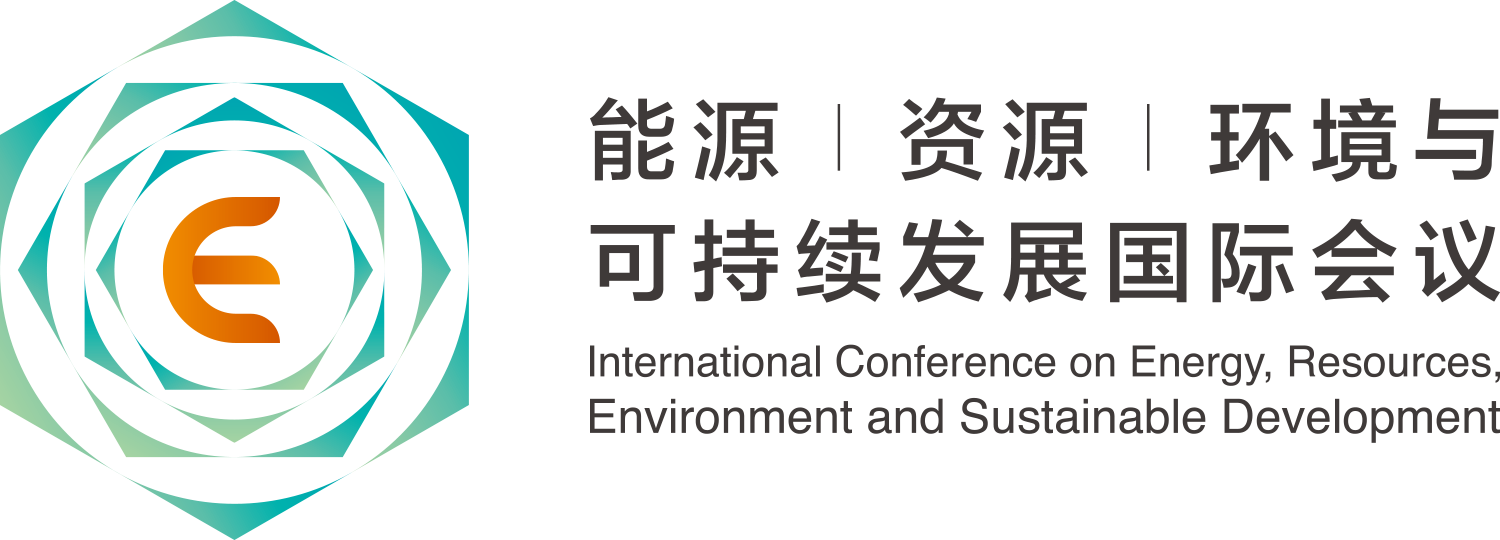 E
能源｜资源｜环境与
可持续发展国际会议
International Conference on Energy, Resources,
Environment and Sustainable Development